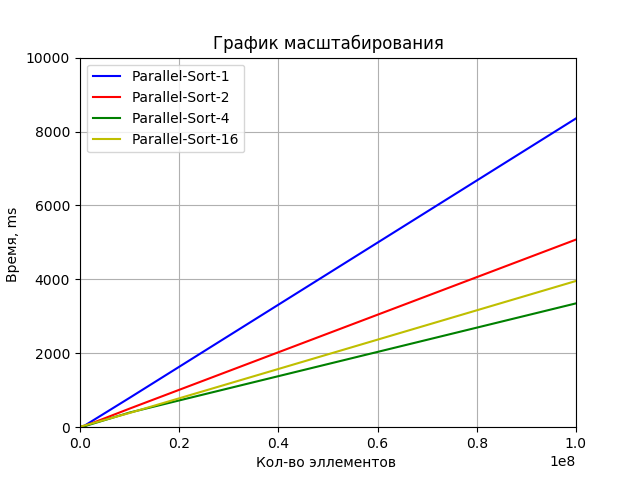 График масштабирования
Parallel-Sort-1
Parallel-Sort-2
Parallel-Sort-4
Parallel-Sort-16
10000
8000
6000
4000
2000
0
Время, ms
0.0 0.2 0.4 0.6 0.8 1.0
1e8
Кол-во эллементов